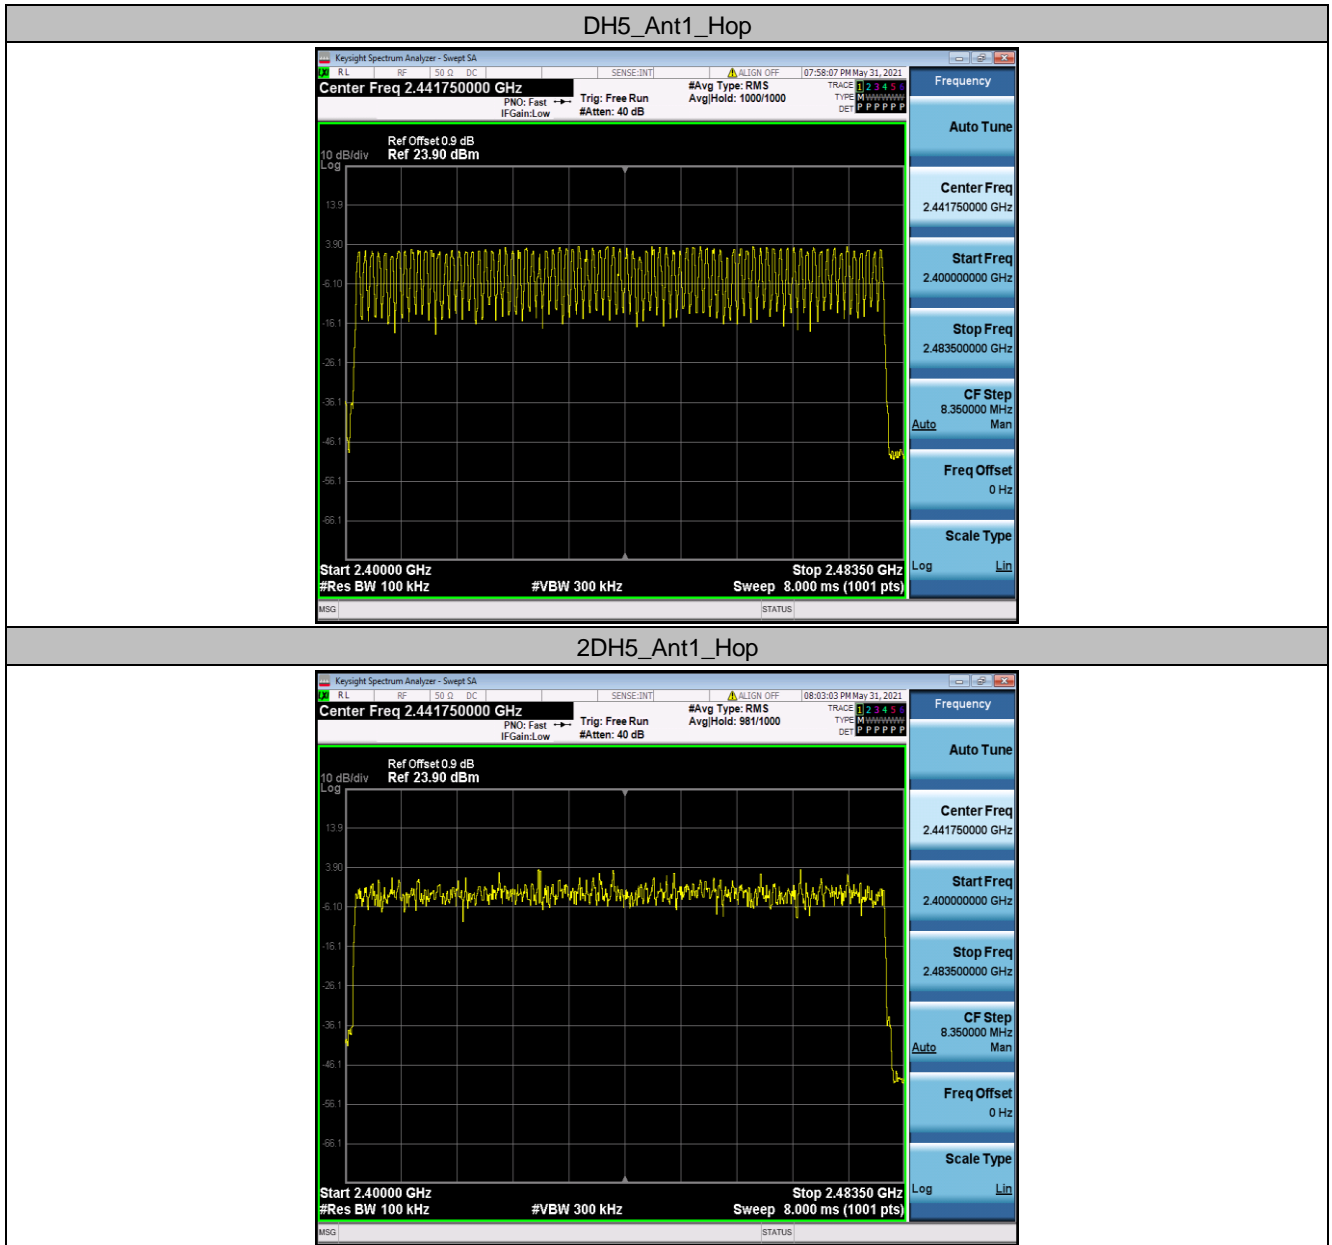 DH5_Ant1_Hop
Keysight Spectrum Analyzer - Swept SA
LXI RL RF 50 Ω DC SENSE:INT ALIGN OFF 07:58:07 PM May 31, 2021
Center Freq 2.441750000 GHz
PNO: Fast
IFGain:Low
Trig: Free Run
#Atten: 40 dB
#Avg Type: RMS
Avg|Hold: 1000/1000
TRACE 1 2 3 4 5 6
TYPE M WWWWW
DET P P P P P P
Ref Offset 0.9 dB
10 dB/div Ref 23.90 dBm
Log
13.9
3.90
-6.10
-16.1
-26.1
-36.1
-46.1
-56.1
-66.1
Start 2.40000 GHz Stop 2.48350 GHz
#Res BW 100 kHz #VBW 300 kHz Sweep 8.000 ms (1001 pts)
MSG STATUS
Frequency
Auto Tune
Center Freq
2.441750000 GHz
Start Freq
2.400000000 GHz
Stop Freq
2.483500000 GHz
CF Step
8.350000 MHz
Auto Man
Freq Offset
0 Hz
Scale Type
Log Lin
2DH5_Ant1_Hop
Keysight Spectrum Analyzer - Swept SA
LXI RL RF 50 Ω DC SENSE:INT ALIGN OFF 08:03:03 PM May 31, 2021
Center Freq 2.441750000 GHz
PNO: Fast
IFGain:Low
Trig: Free Run
#Atten: 40 dB
#Avg Type: RMS
Avg|Hold: 981/1000
TRACE 1 2 3 4 5 6
TYPE M WWWWW
DET P P P P P P
Ref Offset 0.9 dB
10 dB/div Ref 23.90 dBm
Log
13.9
3.90
-6.10
-16.1
-26.1
-36.1
-46.1
-56.1
-66.1
Start 2.40000 GHz Stop 2.48350 GHz
#Res BW 100 kHz #VBW 300 kHz Sweep 8.000 ms (1001 pts)
MSG STATUS
Frequency
Auto Tune
Center Freq
2.441750000 GHz
Start Freq
2.400000000 GHz
Stop Freq
2.483500000 GHz
CF Step
8.350000 MHz
Auto Man
Freq Offset
0 Hz
Scale Type
Log Lin